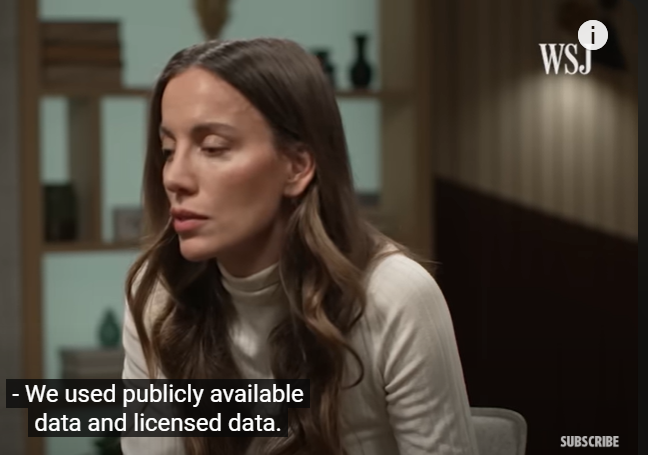 WSJ
i
- We used publicly available
data and licensed data.
SUBSCRIBE